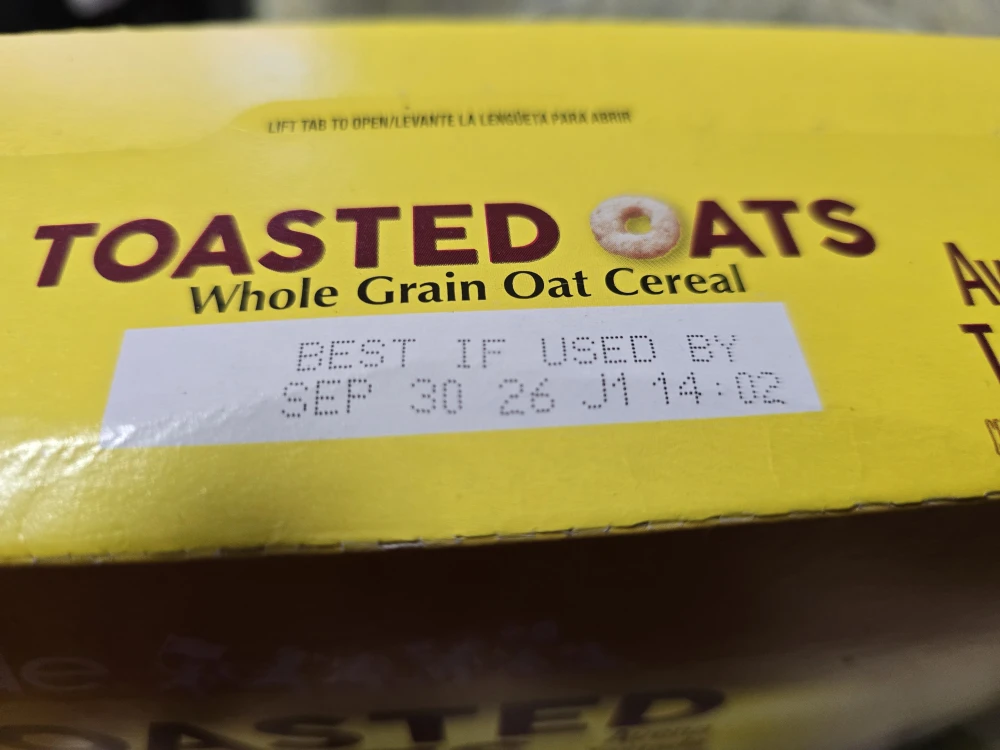 LIFT TAB TO OPEN/LEVANTE LA LENGÜETA PARA ABRIR
TOASTED OATS
Whole Grain Oat Cereal
BEST IF USED BY
SEP 30 26 J1 14:02
TOASTED